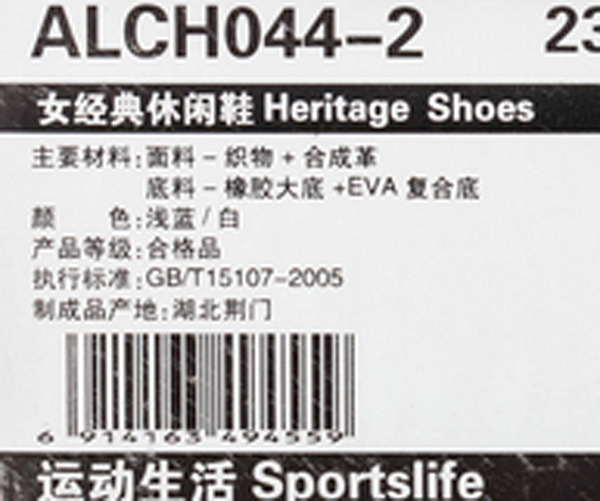 ALCH044-2 23
女经典休闲鞋 Heritage Shoes
主要材料:面料-织物+合成革
底料-橡胶大底+EVA 复合底
颜 色:浅蓝/白
产品等级:合格品
执行标准:GB/T15107-2005
制成品产地:湖北荆门
6 914163 494559
运动生活 Sportslife